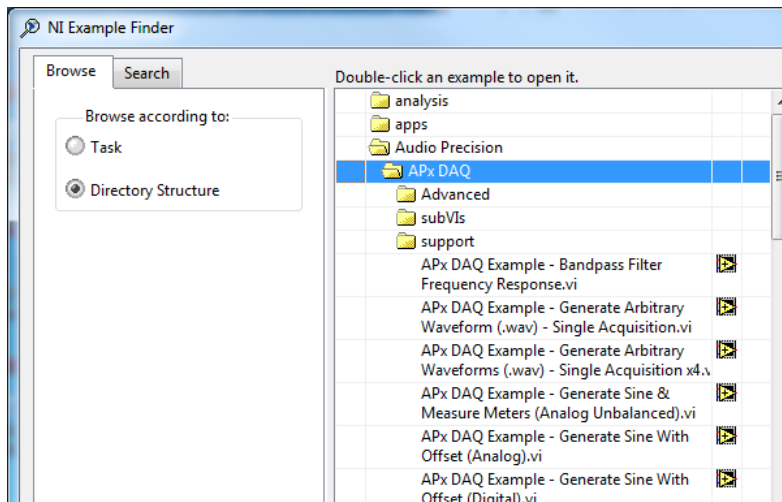 NI Example Finder
Browse
Search
Browse according to:
Task
Directory Structure
Double-click an example to open it.
analysis
apps
Audio Precision
APx DAQ
Advanced
subVIs
support
APx DAQ Example - Bandpass Filter
Frequency Response.vi
APx DAQ Example - Generate Arbitrary
Waveform (.wav) - Single Acquisition.vi
APx DAQ Example - Generate Arbitrary
Waveforms (.wav) - Single Acquisition x4.v
APx DAQ Example - Generate Sine &
Measure Meters (Analog Unbalanced).vi
APx DAQ Example - Generate Sine With
Offset (Analog).vi
APx DAQ Example - Generate Sine With
Offset (Digital).vi